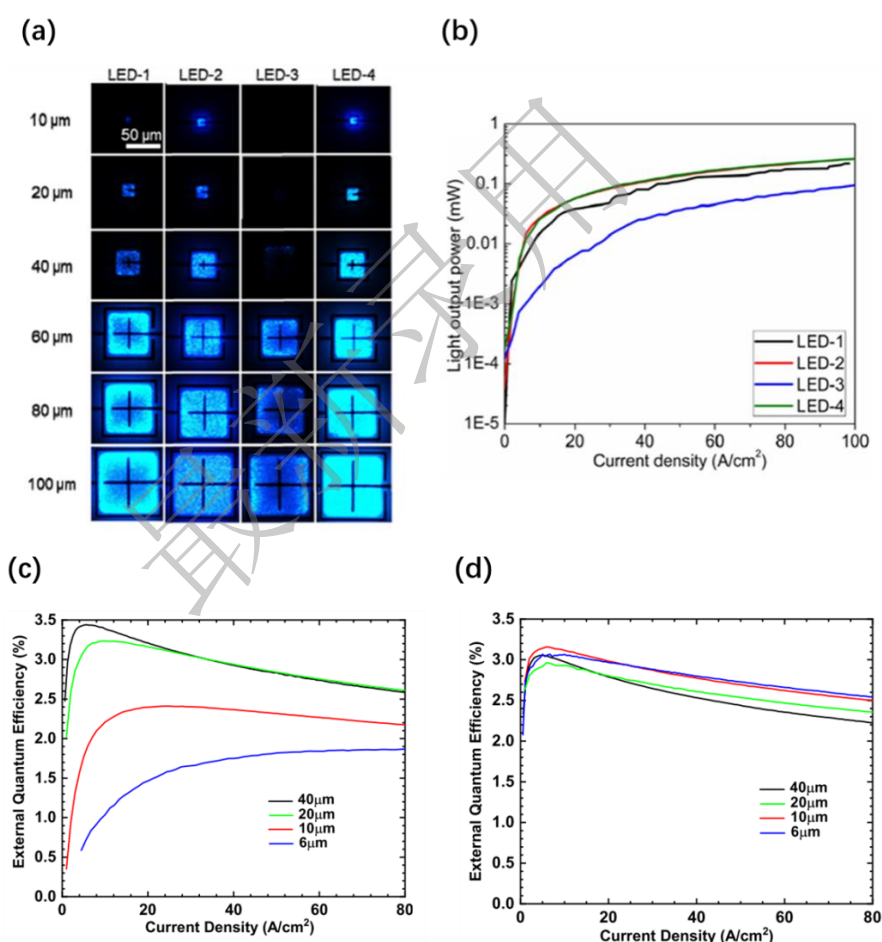 (a)
LED-1 LED-2 LED-3 LED-4
10 μm
50 μm
20 μm
40 μm
60 μm
80 μm
100 μm
(b)
Light output power (mW)
1
0.1
0.01
1E-3
1E-4
1E-5
0 20 40 60 80 100
Current density (A/cm²)
LED-1
LED-2
LED-3
LED-4
(c)
External Quantum Efficiency (%)
3.5
3.0
2.5
2.0
1.5
1.0
0.5
0.0
0 20 40 60 80
Current Density (A/cm²)
40μm
20μm
10μm
6μm
(d)
External Quantum Efficiency (%)
3.5
3.0
2.5
2.0
1.5
1.0
0.5
0.0
0 20 40 60 80
Current Density (A/cm²)
40μm
20μm
10μm
6μm
最新录用